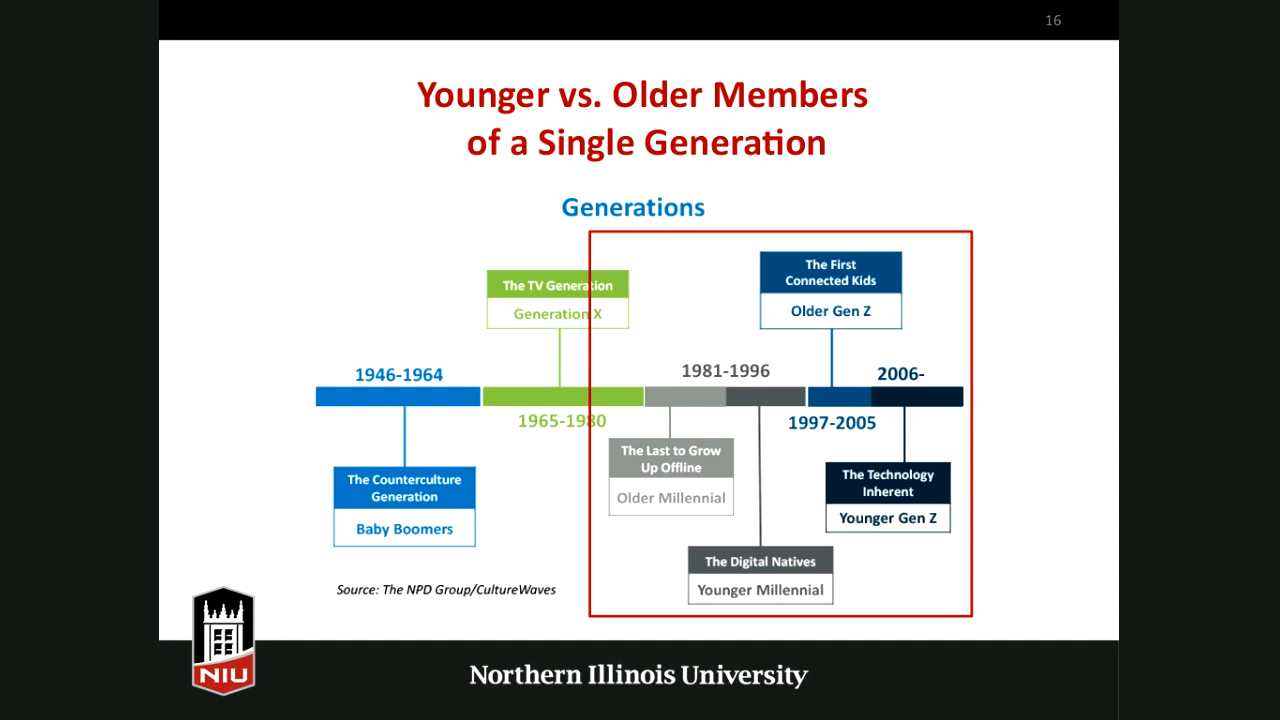 16
Younger vs. Older Members
of a Single Generation
Generations
The TV Generation
Generation X
The First
Connected Kids
Older Gen Z
1946-1964
1981-1996
2006-
1965-1980
1997-2005
The Last to Grow
Up Offline
Older Millennial
The Counterculture
Generation
Baby Boomers
The Technology
Inherent
Younger Gen Z
The Digital Natives
Younger Millennial
Source: The NPD Group/CultureWaves
NIU
Northern Illinois University